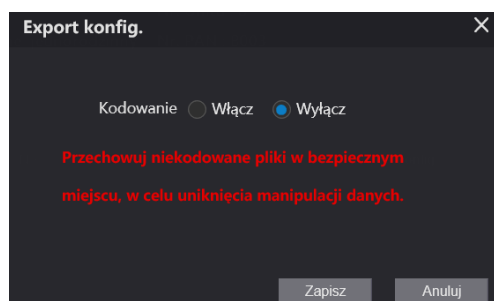 Export konfig.
Kodowanie Włącz Wyłącz
Przechowuj niekodowane pliki w bezpiecznym
miejscu, w celu uniknięcia manipulacji danych.
Zapisz Anuluj